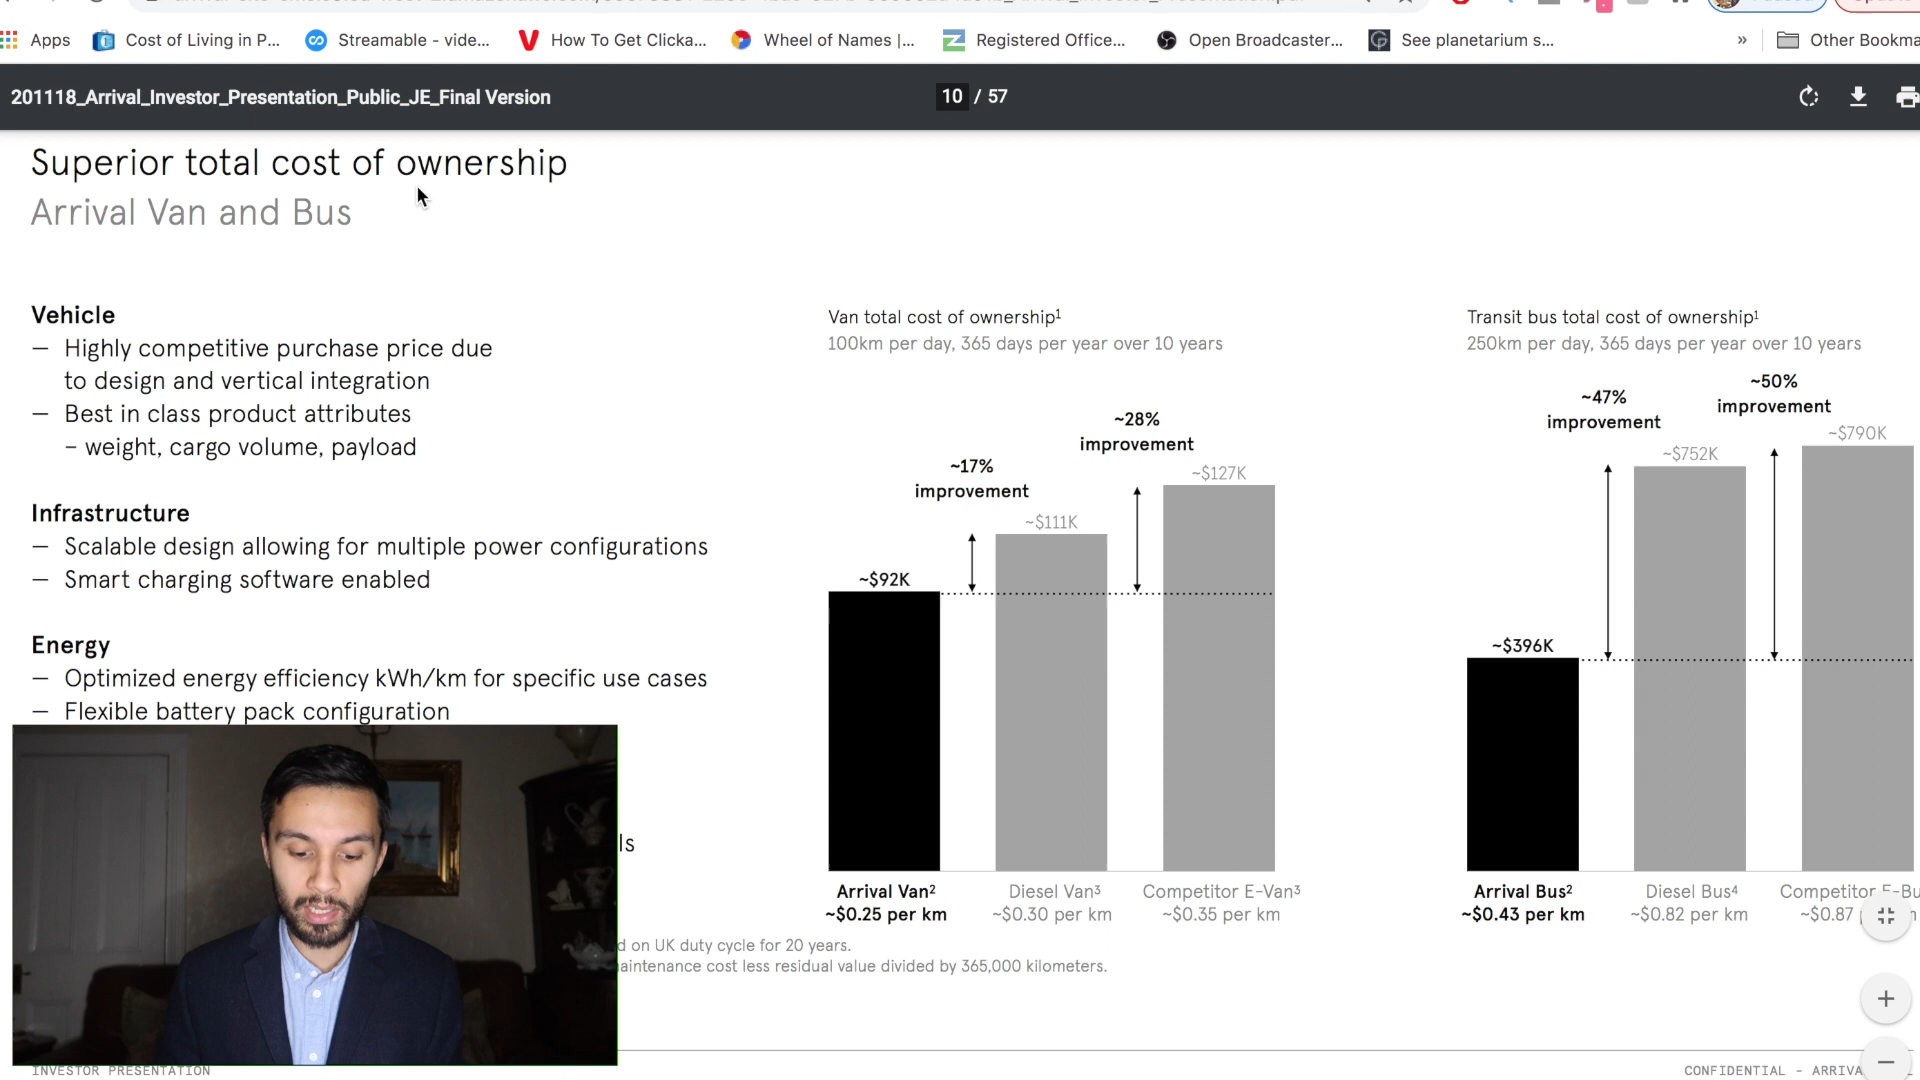 Apps
Cost of Living in P...
Streamable - vide...
How To Get Clicka...
Wheel of Names |...
Registered Office...
Open Broadcaster...
See planetarium s...
»
Other Bookma
201118_Arrival_Investor_Presentation_Public_JE_Final Version
10 / 57
Superior total cost of ownership
Arrival Van and Bus
Vehicle
— Highly competitive purchase price due
to design and vertical integration
— Best in class product attributes
– weight, cargo volume, payload
Infrastructure
— Scalable design allowing for multiple power configurations
— Smart charging software enabled
Energy
— Optimized energy efficiency kWh/km for specific use cases
— Flexible battery pack configuration
ls
Van total cost of ownership¹
100km per day, 365 days per year over 10 years
~28%
improvement
~17%
improvement
~$127K
~$111K
~$92K
Arrival Van² Diesel Van³ Competitor E-Van³
~$0.25 per km ~$0.30 per km ~$0.35 per km
Transit bus total cost of ownership¹
250km per day, 365 days per year over 10 years
~50%
improvement
~47%
improvement
~$790K
~$752K
~$396K
Arrival Bus² Diesel Bus⁴ Competitor E-Bu
~$0.43 per km ~$0.82 per km ~$0.87
d on UK duty cycle for 20 years.
aintenance cost less residual value divided by 365,000 kilometers.
INVESTOR PRESENTATION
CONFIDENTIAL - ARRIVA